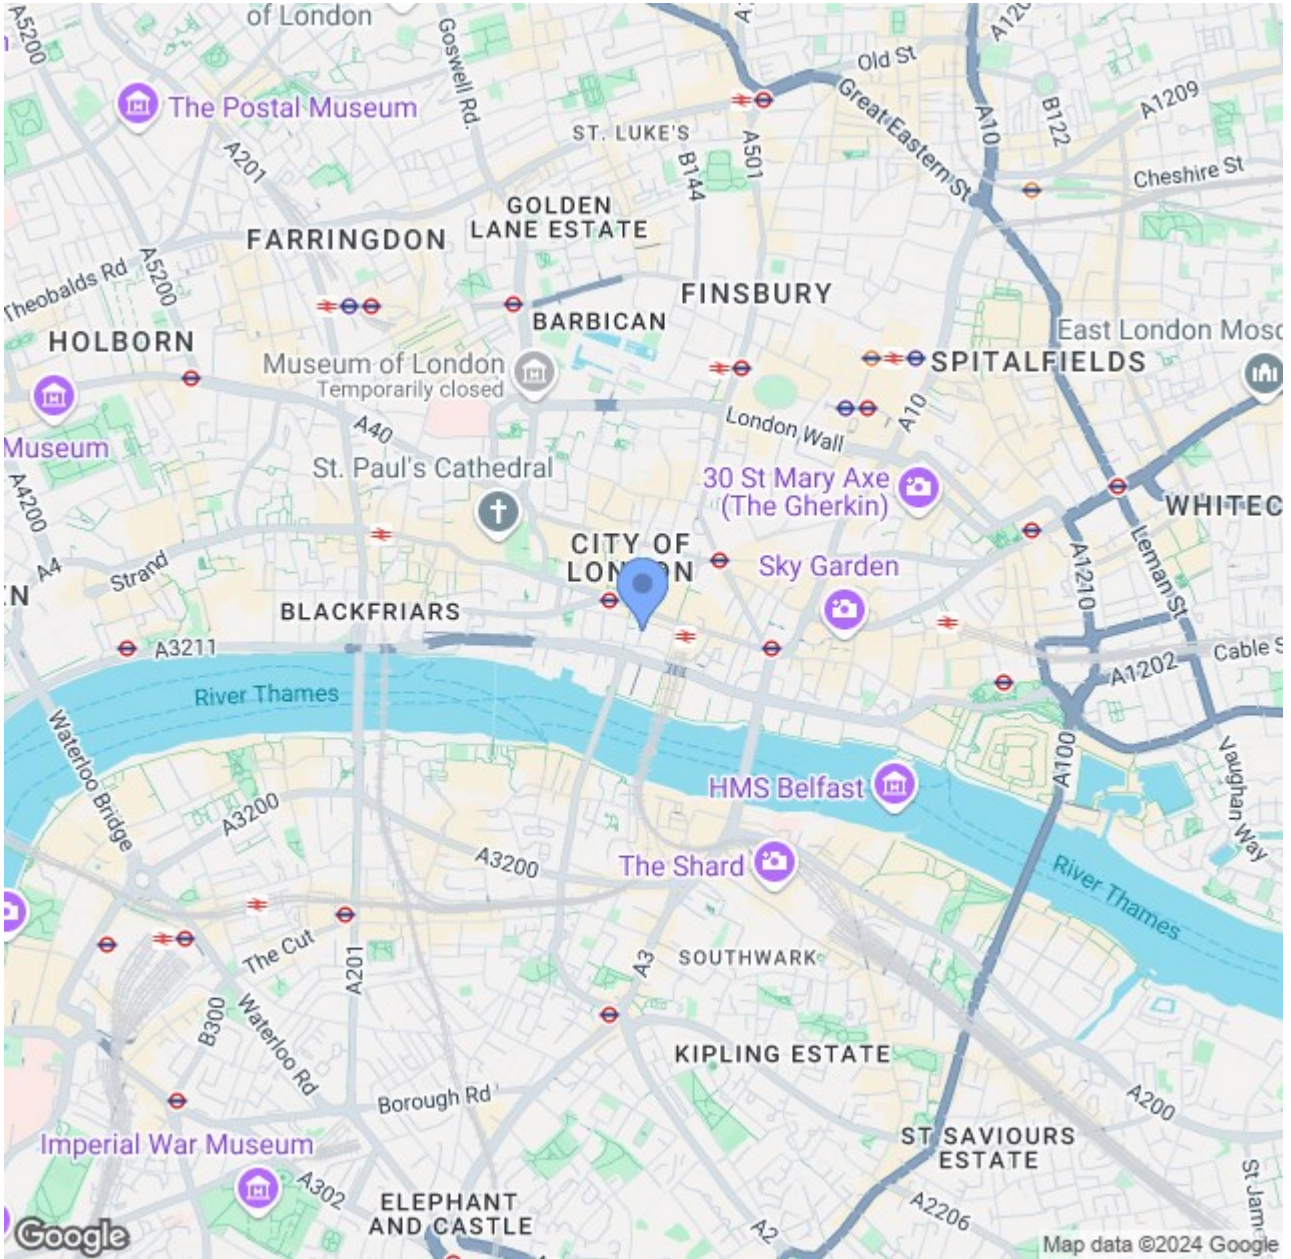 of London
A5200
Goswell Rd.
Old St
A120
The Postal Museum
Great Eastern St
A10
B122
A1209
ST. LUKE'S
A201
B144
A501
Cheshire St
GOLDEN
LANE ESTATE
FARRINGDON
Theobalds Rd
A5200
FINSBURY
BARBICAN
HOLBORN
East London Mosq
Museum of London
Temporarily closed
SPITALFIELDS
A40
London Wall
A10
Museum
St. Paul's Cathedral
30 St Mary Axe
(The Gherkin)
A4200
WHITEC
CITY OF
LONDON
Leman St
A4
Strand
Sky Garden
A1210
EN
BLACKFRIARS
A3211
Cable S
A1202
River Thames
Waterloo Bridge
A100
Vaughan Way
HMS Belfast
A3200
A3200
The Shard
River Thames
The Cut
A201
A3
SOUTHWARK
B300
Waterloo Rd
KIPLING ESTATE
Borough Rd
A200
Imperial War Museum
ST SAVIOURS
ESTATE
A302
ELEPHANT
AND CASTLE
A2
A2206
St Jam
Google
Map data ©2024 Google